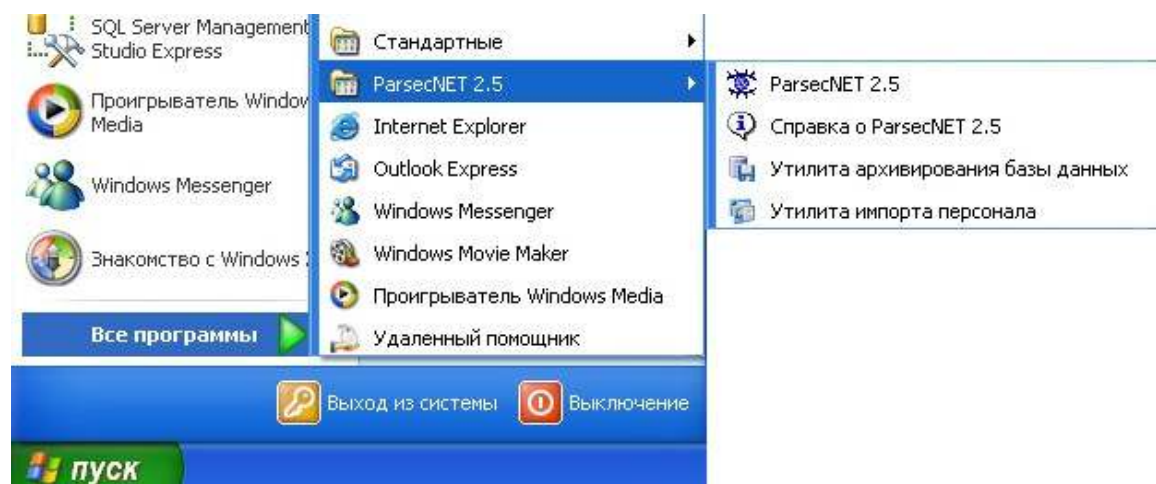 SQL Server Management
Studio Express
Проигрыватель Window
Media
Windows Messenger
Знакомство с Windows
Все программы
Стандартные
ParsecNET 2.5
Internet Explorer
Outlook Express
Windows Messenger
Windows Movie Maker
Проигрыватель Windows Media
Удаленный помощник
ParsecNET 2.5
Справка о ParsecNET 2.5
Утилита архивирования базы данных
Утилита импорта персонала
Выход из системы
Выключение
пуск